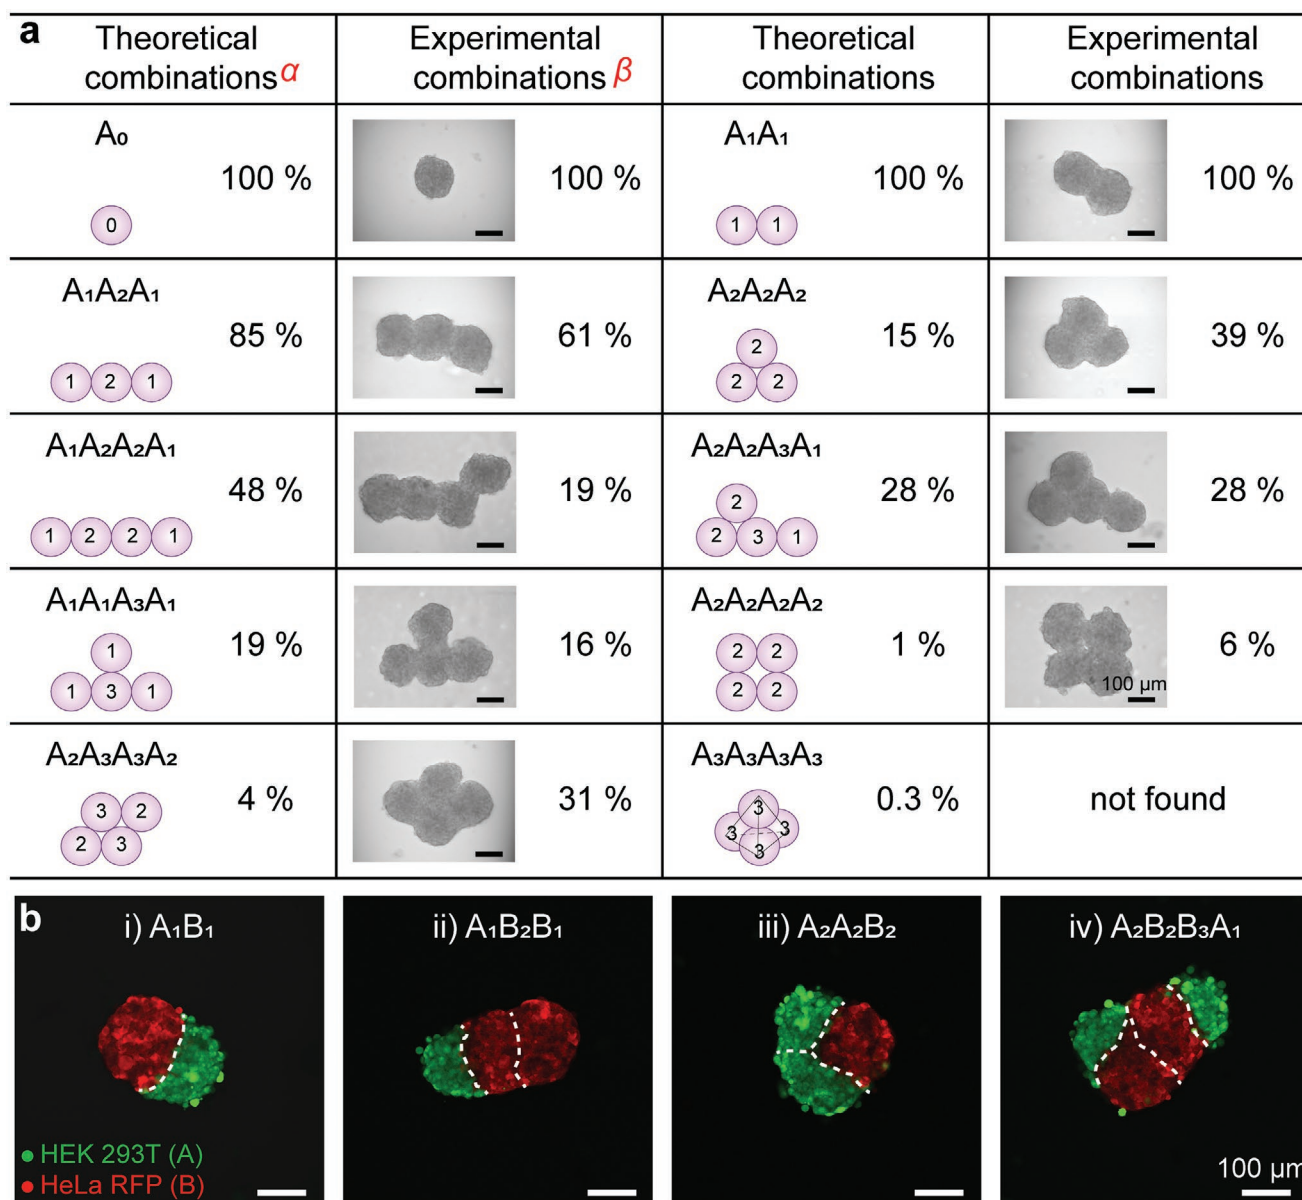 a
Theoretical combinations α
Experimental combinations β
Theoretical combinations
Experimental combinations
A₀
100 %
0
100 %
A₁A₁
100 %
1 1
100 %
A₁A₂A₁
85 %
1 2 1
61 %
A₂A₂A₂
15 %
2
2 2
39 %
A₁A₂A₂A₁
48 %
1 2 2 1
19 %
A₂A₂A₃A₁
28 %
2
2 3 1
28 %
A₁A₁A₃A₁
19 %
1
1 3 1
16 %
A₂A₂A₂A₂
1 %
2 2
2 2
100 µm
6 %
A₂A₃A₃A₂
4 %
3 2
2 3
31 %
A₃A₃A₃A₃
0.3 %
3
3 3
3
not found
b
i) A₁B₁
HEK 293T (A)
HeLa RFP (B)
ii) A₁B₂B₁
iii) A₂A₂B₂
iv) A₂B₂B₃A₁
100 µm